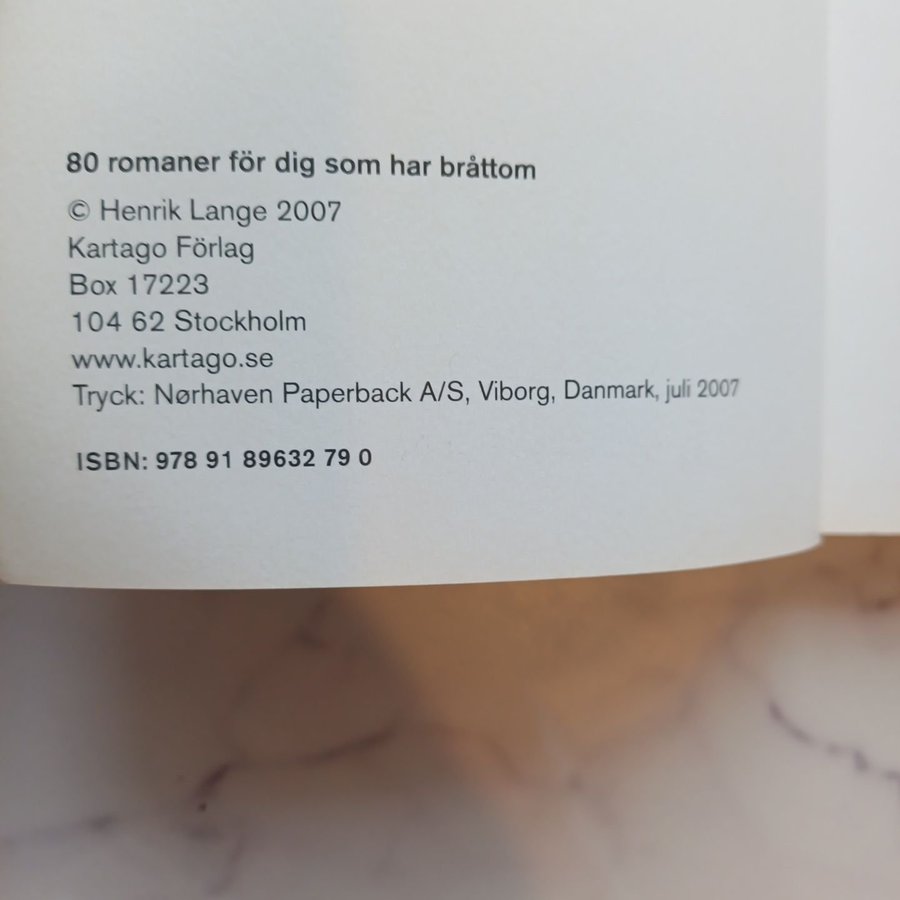 80 romaner för dig som har bråttom
© Henrik Lange 2007
Kartago Förlag
Box 17223
104 62 Stockholm
www.kartago.se
Tryck: Nørhaven Paperback A/S, Viborg, Danmark, juli 2007
ISBN: 978 91 89632 79 0